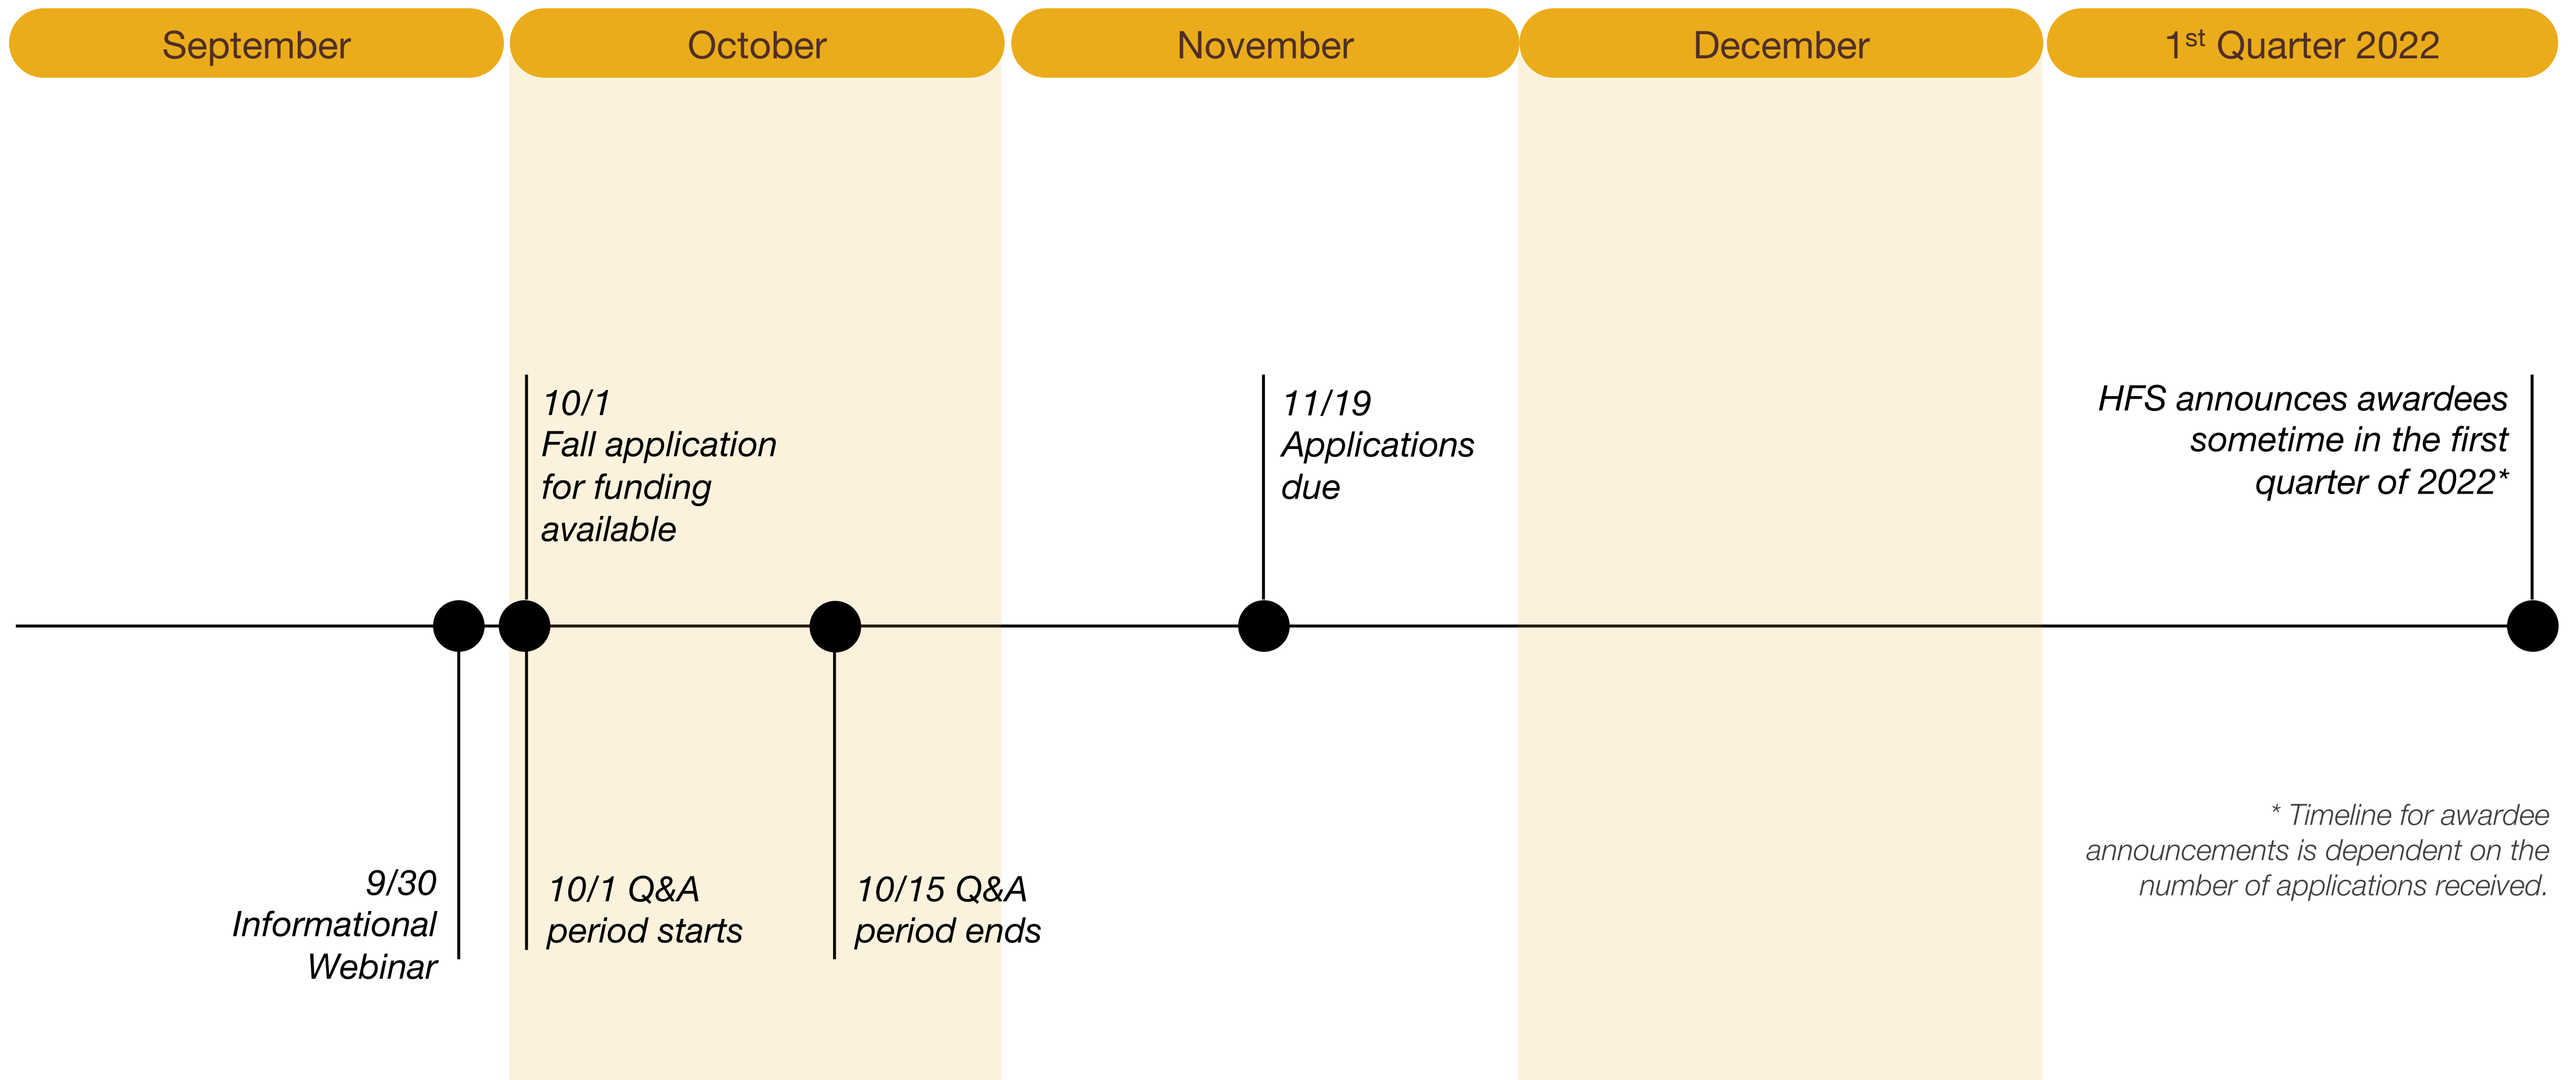 September
October
November
December
1st Quarter 2022
10/1
Fall application
for funding
available
11/19
Applications
due
HFS announces awardees
sometime in the first
quarter of 2022*
9/30
Informational
Webinar
10/1 Q&A
period starts
10/15 Q&A
period ends
* Timeline for awardee
announcements is dependent on the
number of applications received.